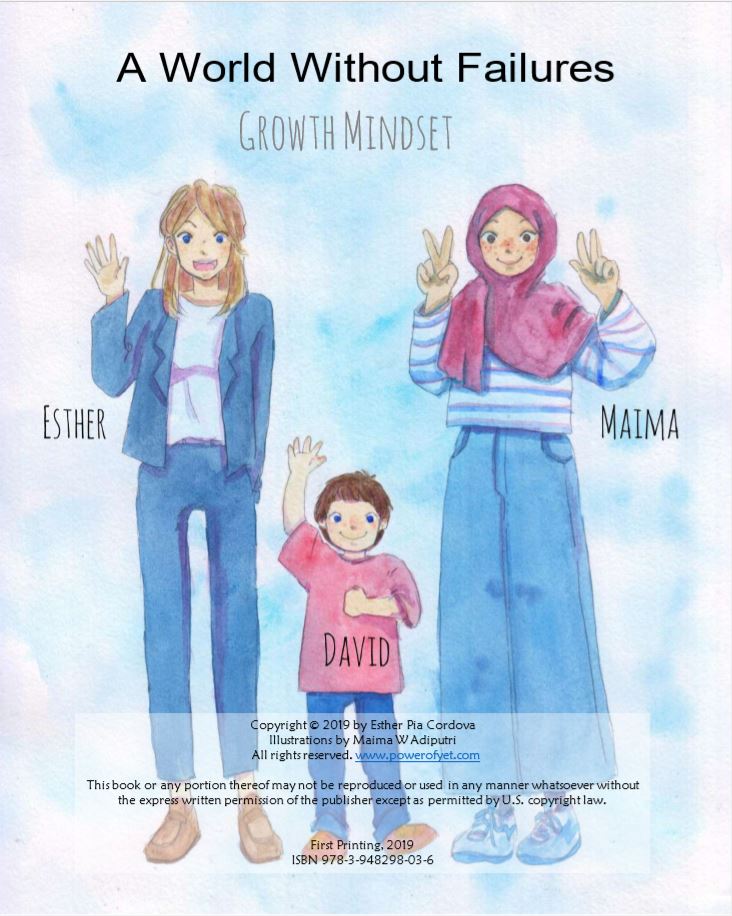 A World Without Failures
GROWTH MINDSET
ESTHER
MAIMA
DAVID
Copyright © 2019 by Esther Pia Cordova
Illustrations by Maima W Adiputri
All rights reserved. www.powerofyet.com
This book or any portion thereof may not be reproduced or used in any manner whatsoever without
the express written permission of the publisher except as permitted by U.S. copyright law.
First Printing, 2019
ISBN 978-3-948298-03-6